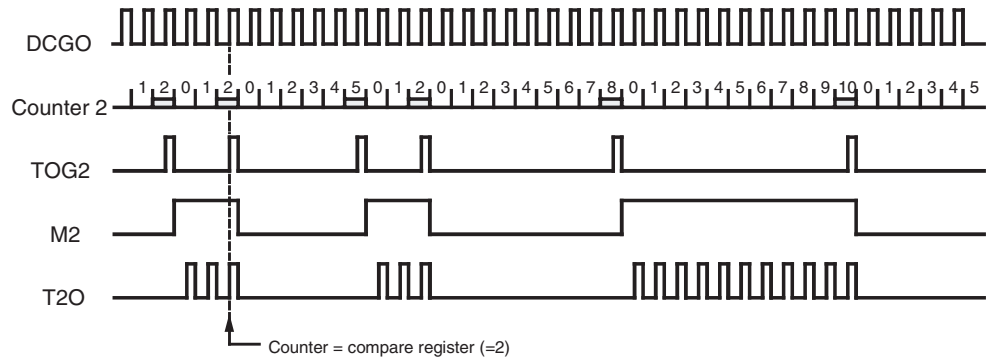 DCGO
Counter 2 1 2 0 1 2 0 1 2 3 4 5 0 1 2 0 1 2 3 4 5 6 7 8 0 1 2 3 4 5 6 7 8 9 10 0 1 2 3 4 5
TOG2
M2
T2O
Counter = compare register (=2)